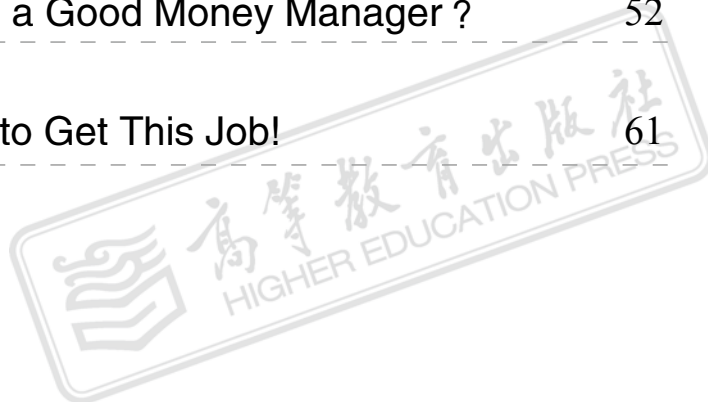 a Good Money Manager ? 52
to Get This Job! 61
高等教育出版社
HIGHER EDUCATION PRESS